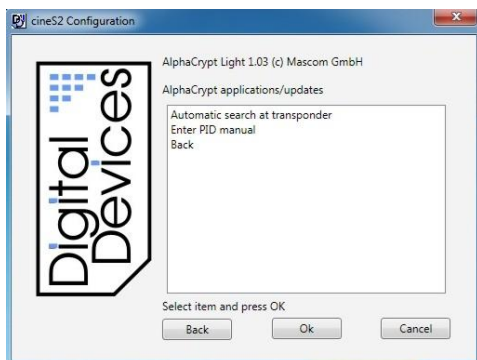 cineS2 Configuration
Digital
Devices
AlphaCrypt Light 1.03 (c) Mascom GmbH
AlphaCrypt applications/updates
Automatic search at transponder
Enter PID manual
Back
Select item and press OK
Back
Ok
Cancel